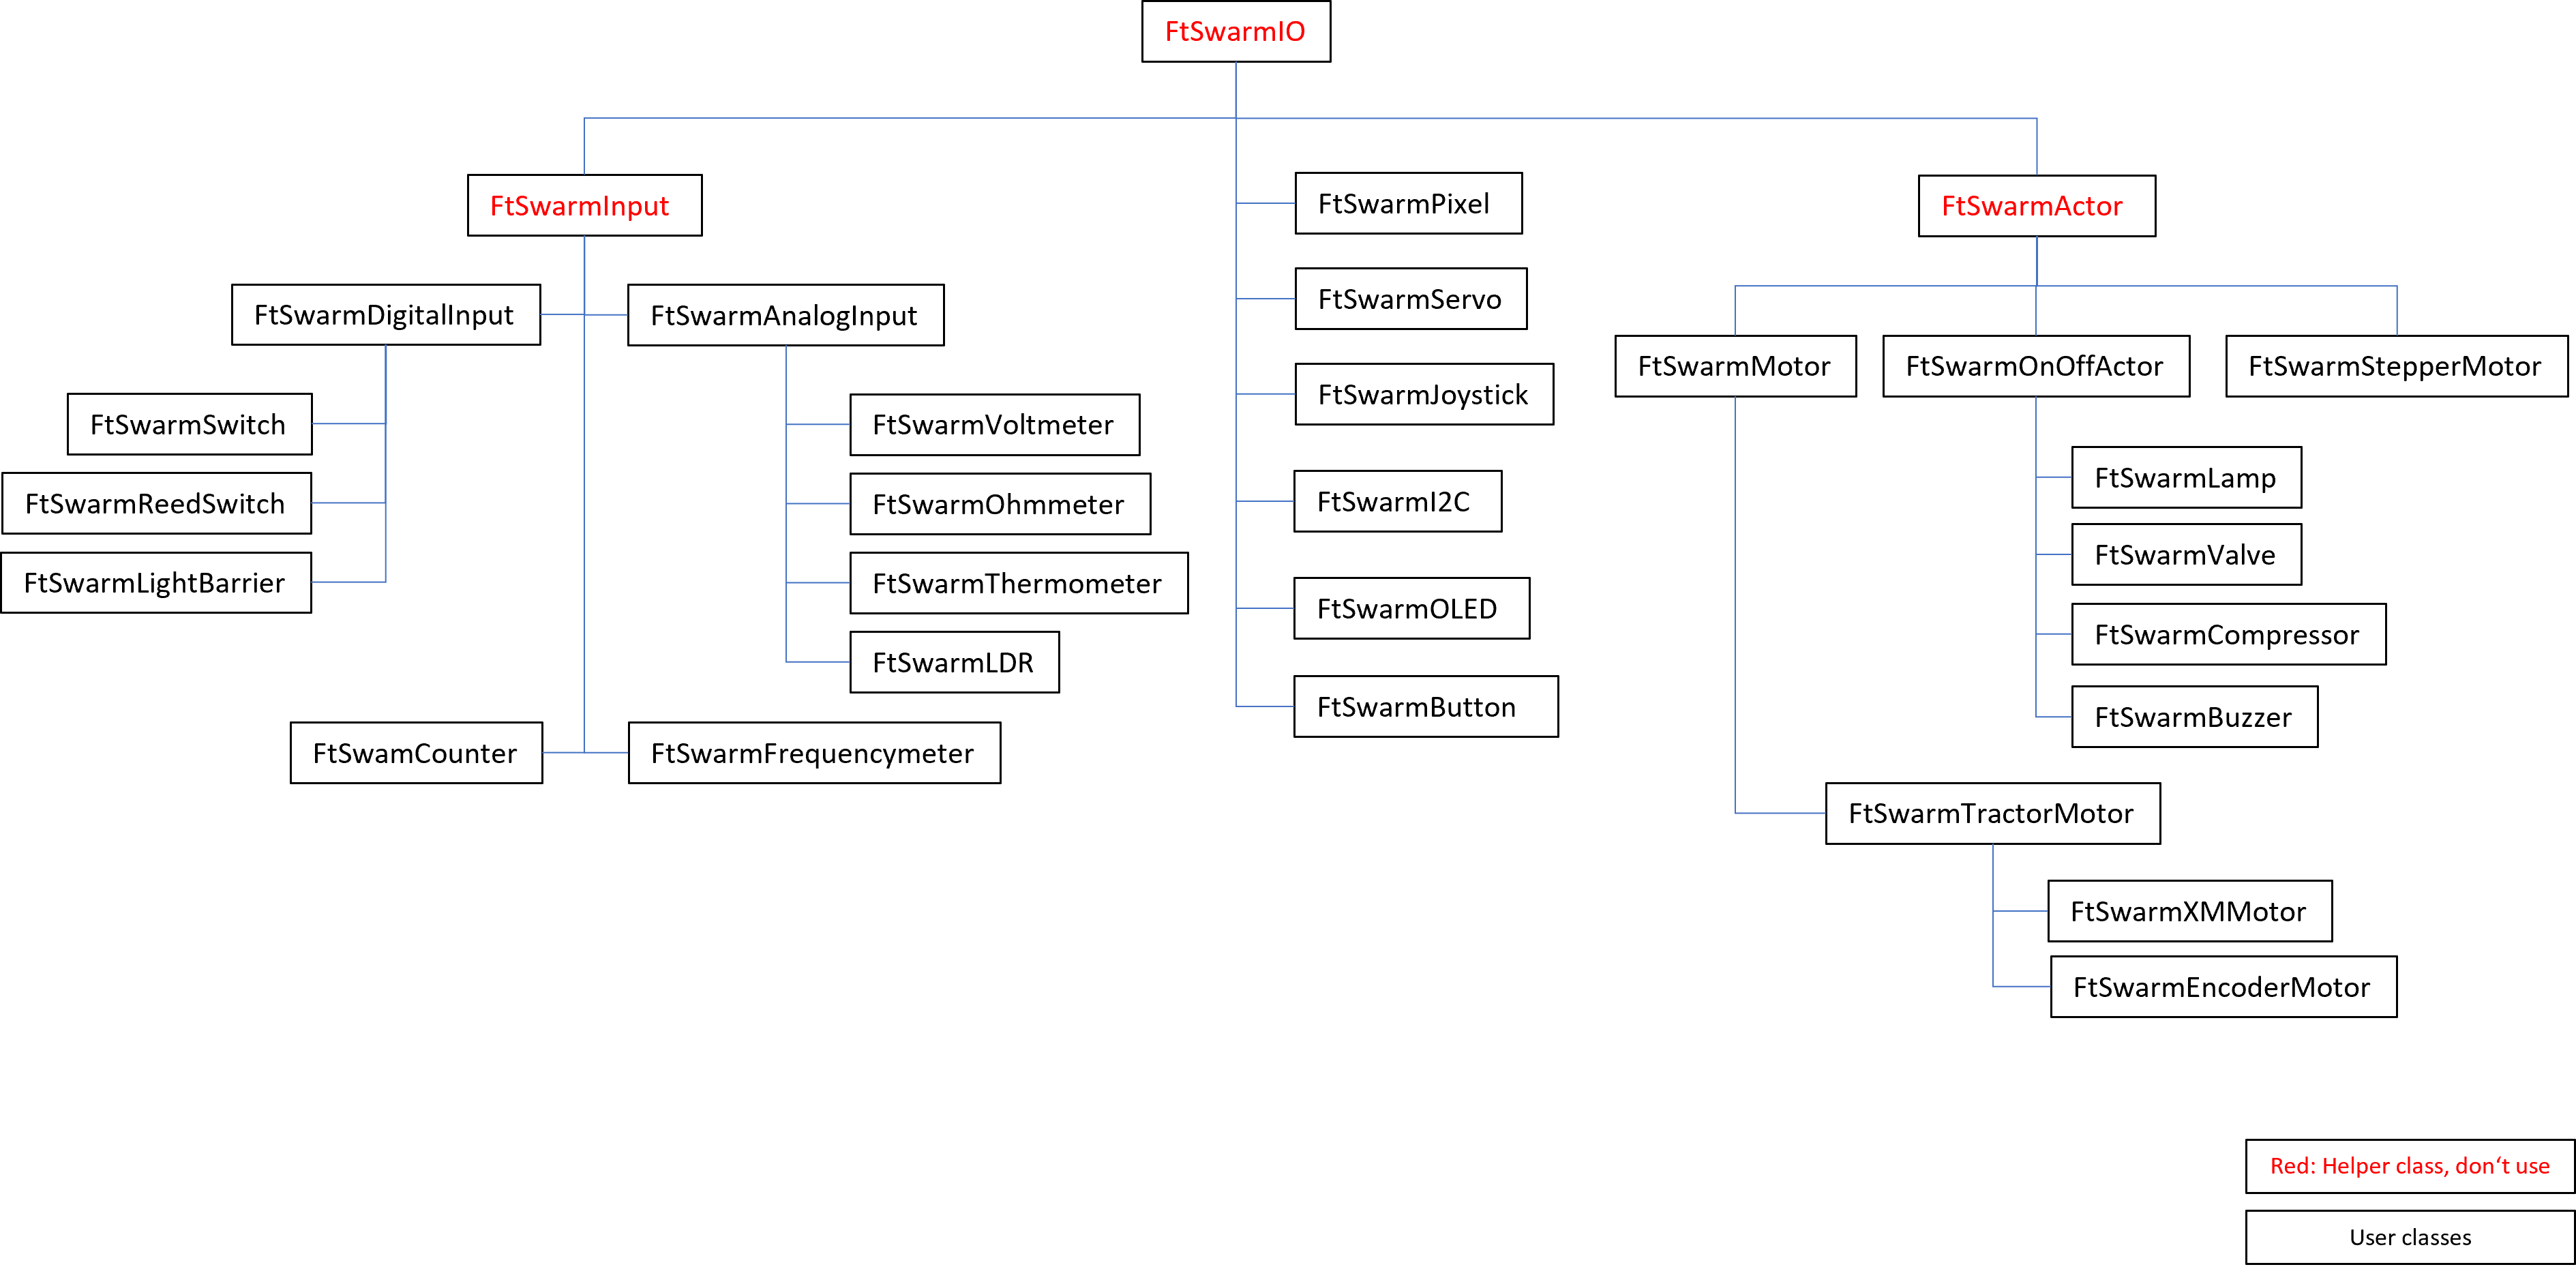 FtSwarmIO
FtSwarmInput
FtSwarmPixel
FtSwarmActor
FtSwarmServo
FtSwarmDigitalInput
FtSwarmAnalogInput
FtSwarmJoystick
FtSwarmMotor
FtSwarmOnOffActor
FtSwarmStepperMotor
FtSwarmSwitch
FtSwarmVoltmeter
FtSwarmLamp
FtSwarmReedSwitch
FtSwarmOhmmeter
FtSwarmI2C
FtSwarmValve
FtSwarmLightBarrier
FtSwarmThermometer
FtSwarmOLED
FtSwarmCompressor
FtSwarmLDR
FtSwarmButton
FtSwarmBuzzer
FtSwamCounter
FtSwarmFrequencymeter
FtSwarmTractorMotor
FtSwarmXMMotor
FtSwarmEncoderMotor
Red: Helper class, don‘t use
User classes